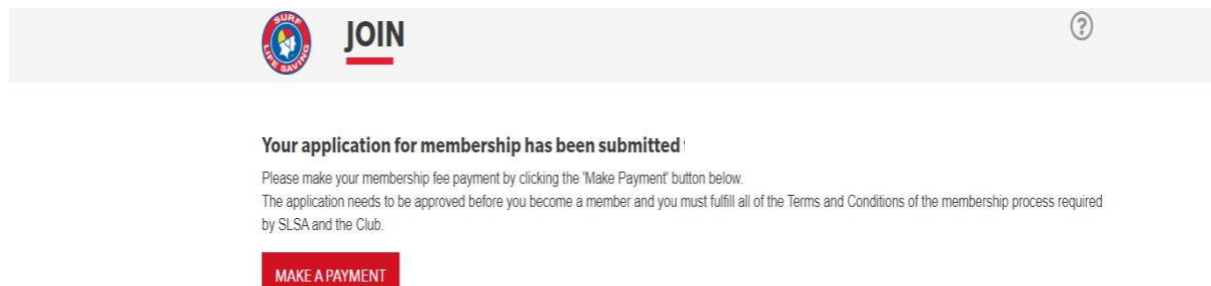 SURF
LIFE SAVING
JOIN
?
Your application for membership has been submitted
Please make your membership fee payment by clicking the 'Make Payment' button below.
The application needs to be approved before you become a member and you must fulfill all of the Terms and Conditions of the membership process required
by SLSA and the Club.
MAKE A PAYMENT